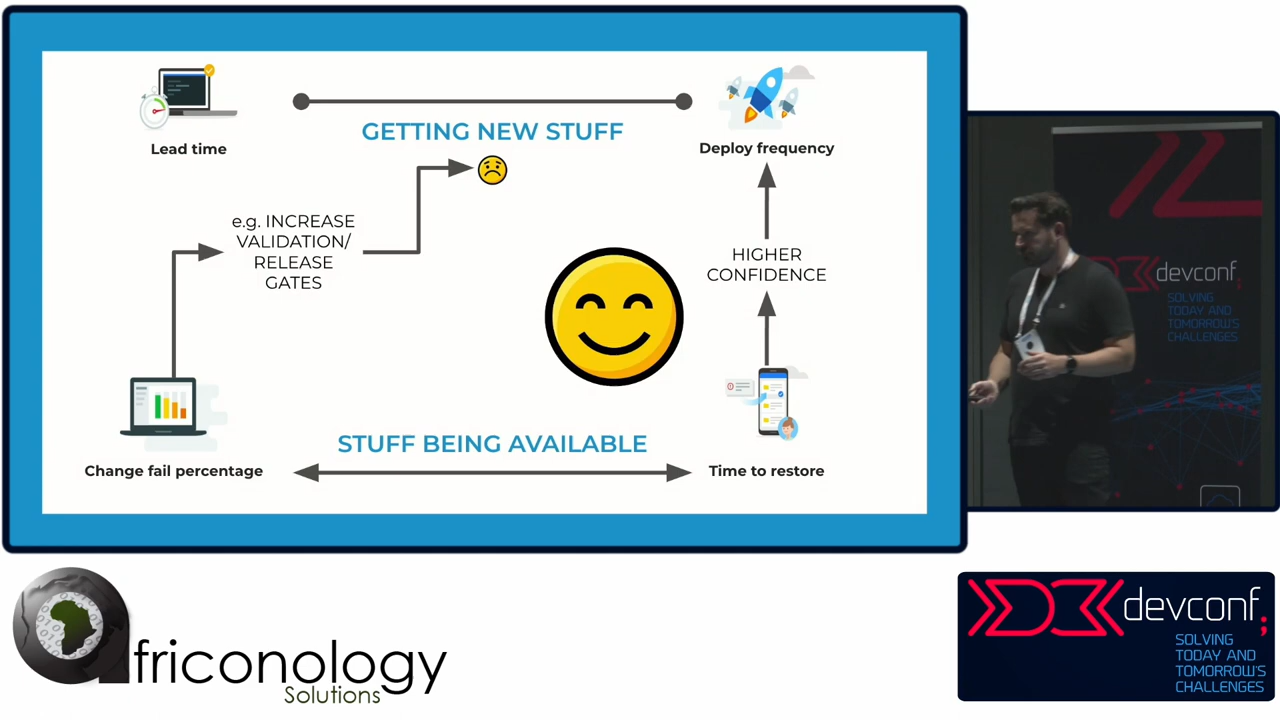 GETTING NEW STUFF
Lead time
Deploy frequency
e.g. INCREASE
VALIDATION/
RELEASE
GATES
HIGHER
CONFIDENCE
STUFF BEING AVAILABLE
Change fail percentage
Time to restore
devconf;
SOLVING
TODAY AND
TOMORROW'S
CHALLENGES
africonology
Solutions
devconf;
SOLVING
TODAY AND
TOMORROW'S
CHALLENGES